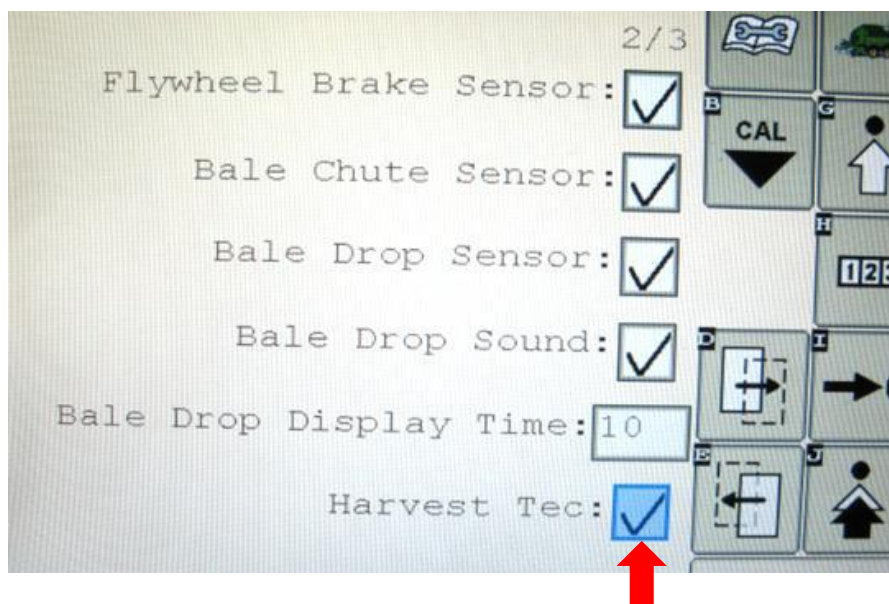 2/3
Flywheel Brake Sensor:
B CAL G
Bale Chute Sensor:
H
Bale Drop Sensor:
123
Bale Drop Sound:
D I
Bale Drop Display Time: 10
E J
Harvest Tec: